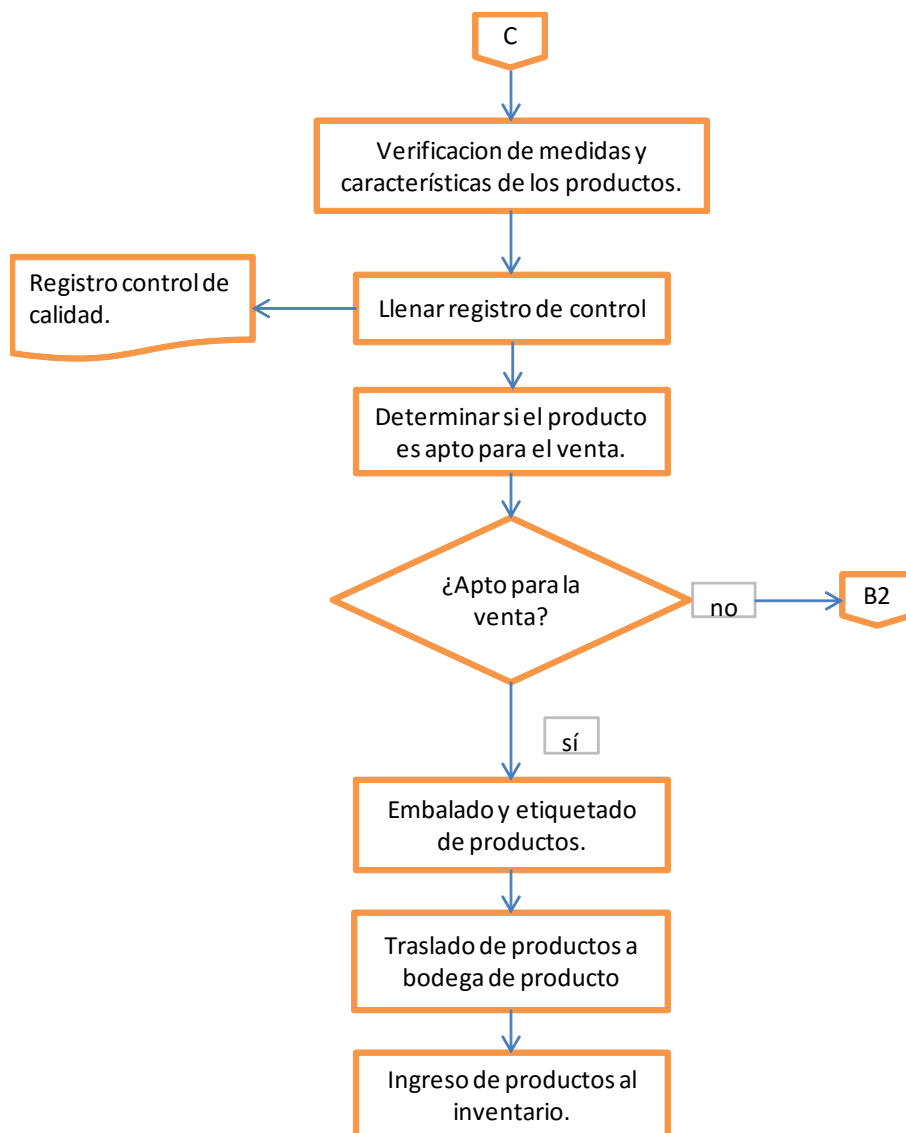 C
Verificacion de medidas y
características de los productos.
Registro control de
calidad.
Llenar registro de control
Determinar si el producto
es apto para el venta.
¿Apto para la
venta?
no
B2
sí
Embalado y etiquetado
de productos.
Traslado de productos a
bodega de producto
Ingreso de productos al
inventario.